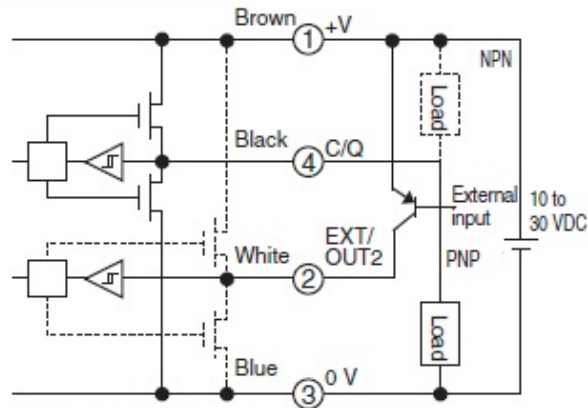 Brown
1 +V
NPN
Load
Black
4 C/Q
External
input
10 to
30 VDC
EXT/
OUT2
White
2
PNP
Load
Blue
3 0 V